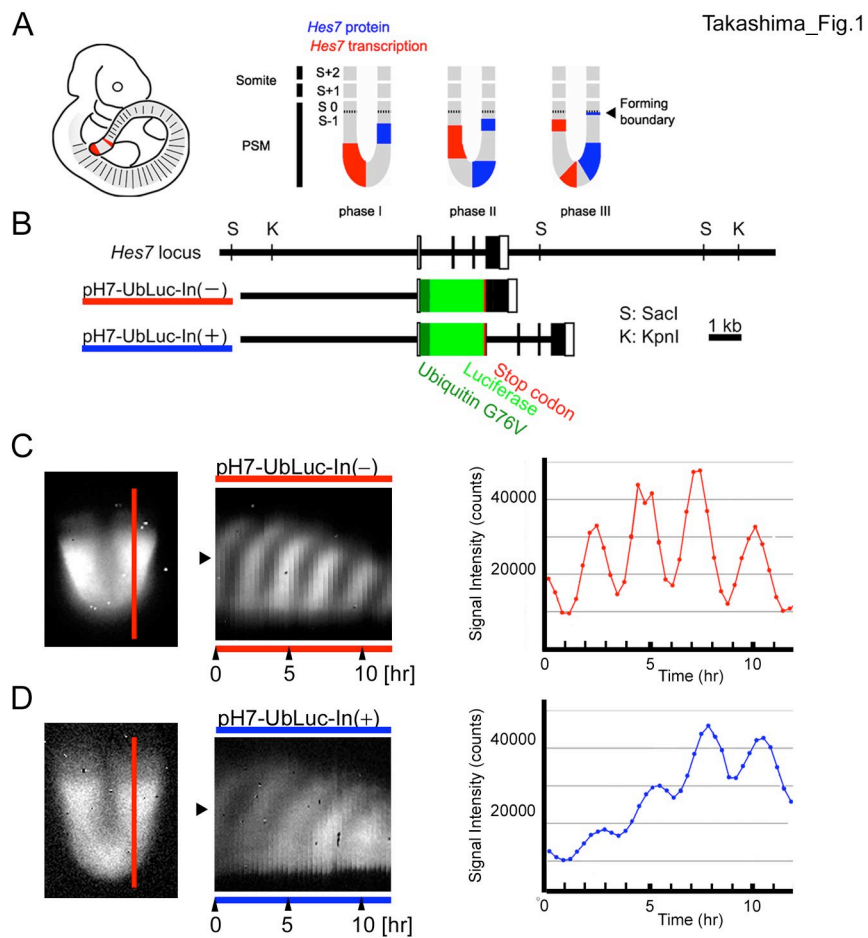 A
Takashima_Fig.1
Hes7 protein
Hes7 transcription
Somite
S+2
S+1
S 0
S-1
PSM
Forming
boundary
phase I
phase II
phase III
B
S K S S K
Hes7 locus
pH7-UbLuc-In(−)
pH7-UbLuc-In(+)
S: SacI
K: KpnI
1 kb
Stop codon
Luciferase
Ubiquitin G76V
C
pH7-UbLuc-In(−)
0 5 10 [hr]
Signal Intensity (counts)
40000
20000
0 5 10
Time (hr)
D
pH7-UbLuc-In(+)
0 5 10 [hr]
Signal Intensity (counts)
40000
20000
0 5 10
Time (hr)